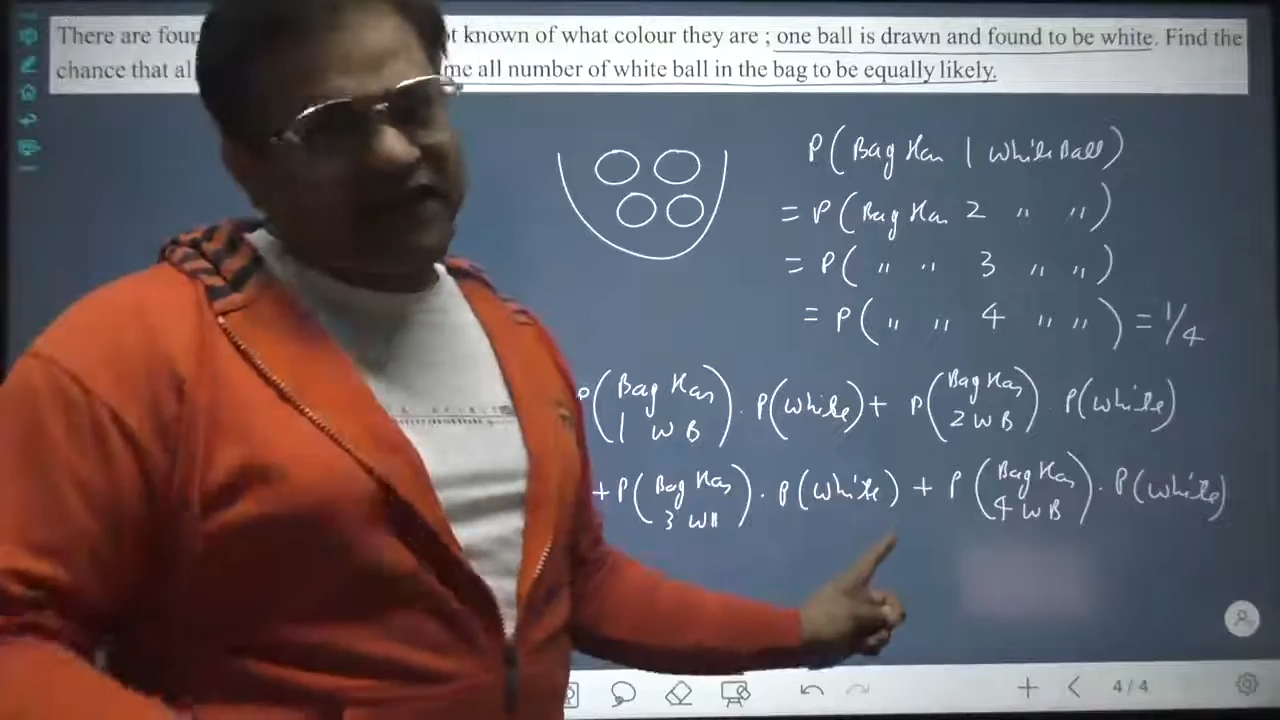 There are four t known of what colour they are ; one ball is drawn and found to be white. Find the
chance that al me all number of white ball in the bag to be equally likely.
P(Bag Has 1 White Ball)
= P(Bag Has 2 〃 〃)
= P(〃 〃 3 〃 〃)
= P(〃 〃 4 〃 〃) = 1/4
P(Bag Has 1 W B) . P(White) + P(Bag Has 2 W B) . P(White)
+ P(Bag Has 3 WB) . P(White) + P(Bag Has 4 W B) . P(White)
4 / 4